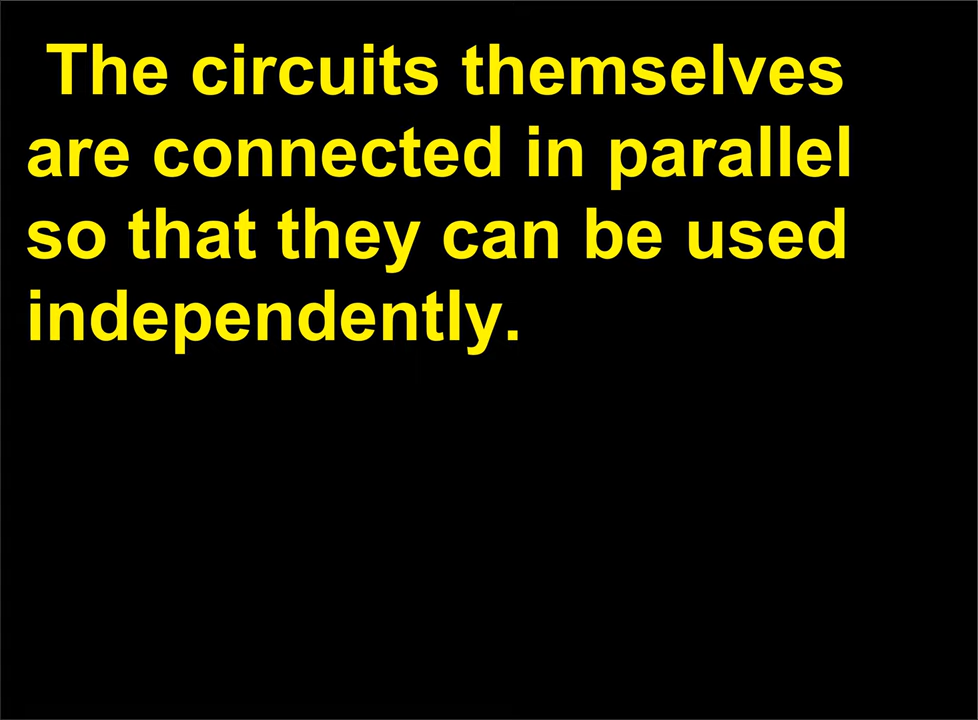 The circuits themselves
are connected in parallel
so that they can be used
independently.